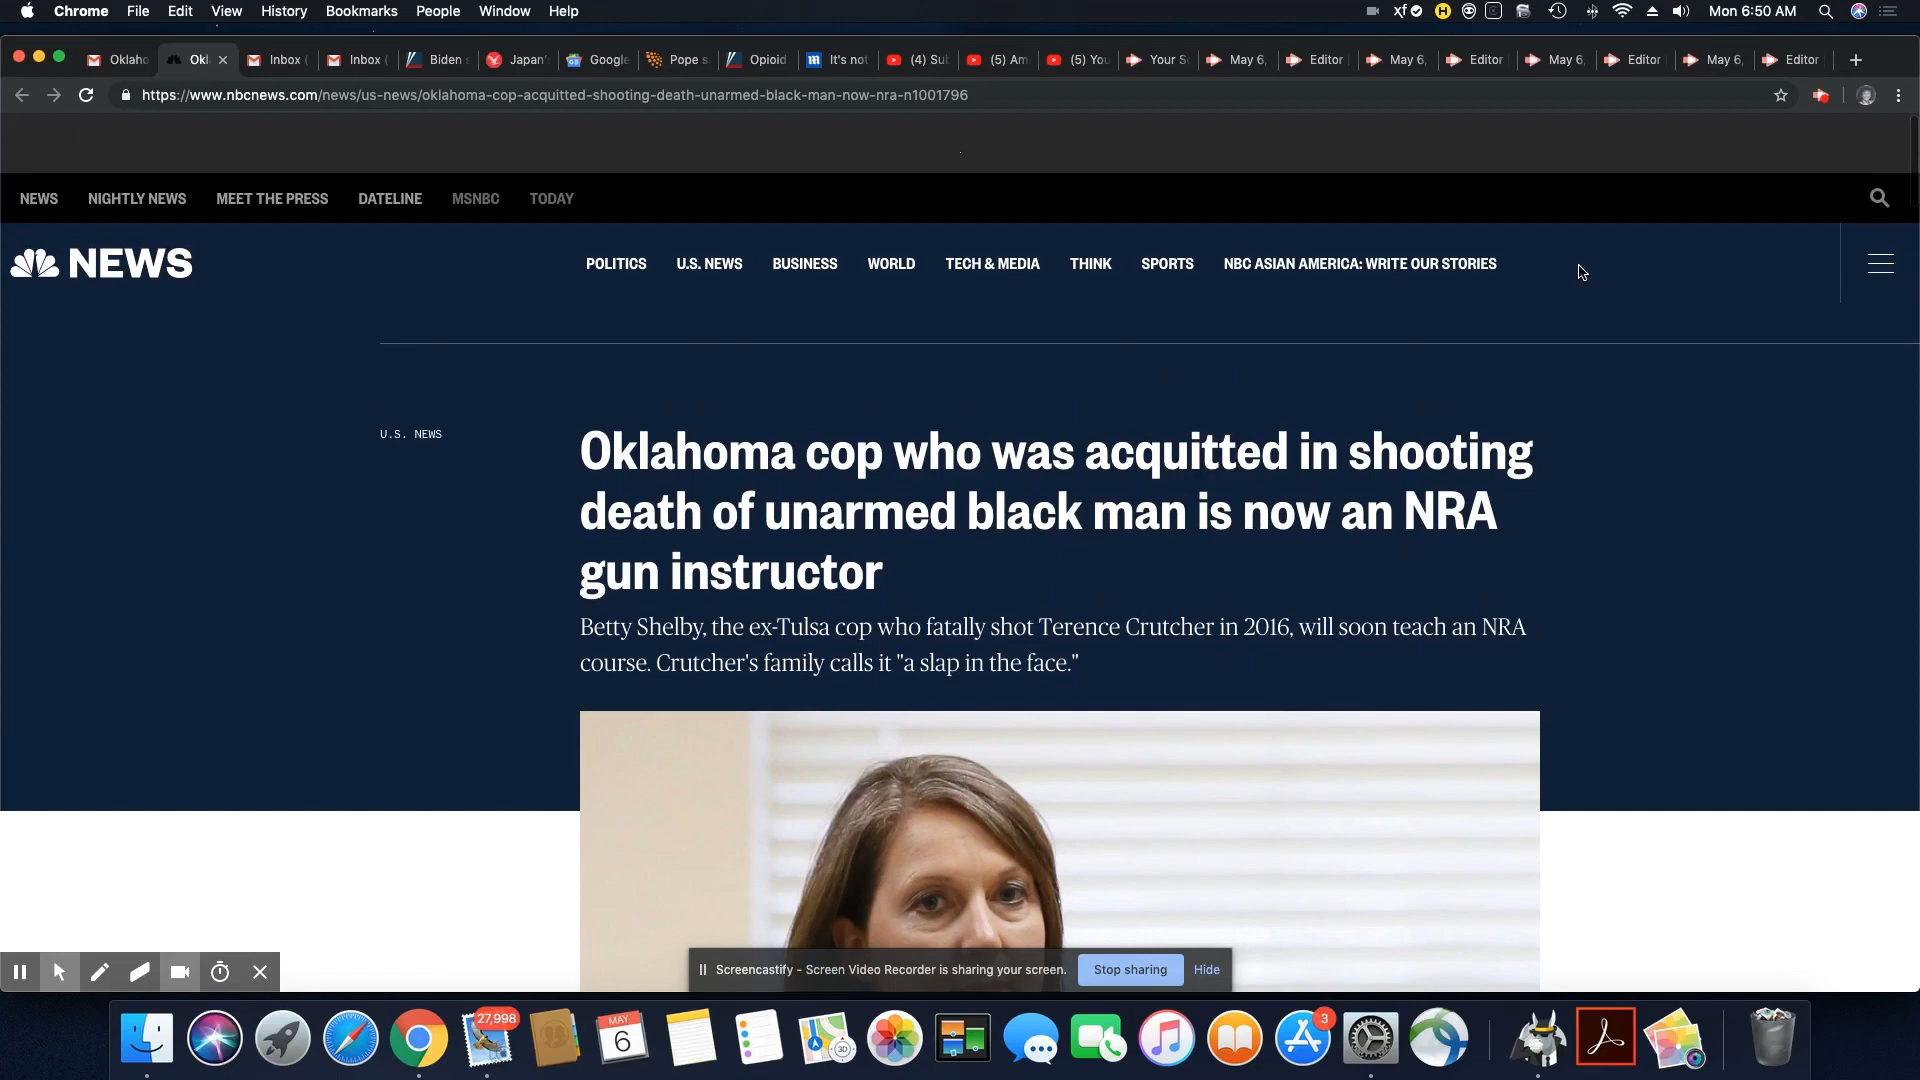 Chrome File Edit View History Bookmarks People Window Help
Mon 6:50 AM
Oklaho
Okl
Inbox (
Inbox (
Biden
Japan'
Google
Pope s
Opioid
It's not
(4) Su
(5) Am
(5) You
Your S
May 6,
Editor
May 6,
Editor
May 6,
Editor
May 6,
Editor
https://www.nbcnews.com/news/us-news/oklahoma-cop-acquitted-shooting-death-unarmed-black-man-now-nra-n1001796
NEWS NIGHTLY NEWS MEET THE PRESS DATELINE MSNBC TODAY
NEWS
POLITICS U.S. NEWS BUSINESS WORLD TECH & MEDIA THINK SPORTS NBC ASIAN AMERICA: WRITE OUR STORIES
U.S. NEWS
Oklahoma cop who was acquitted in shooting
death of unarmed black man is now an NRA
gun instructor
Betty Shelby, the ex-Tulsa cop who fatally shot Terence Crutcher in 2016, will soon teach an NRA
course. Crutcher's family calls it "a slap in the face."
Screencastify - Screen Video Recorder is sharing your screen. Stop sharing Hide
27,998
MAY
6
3D
3